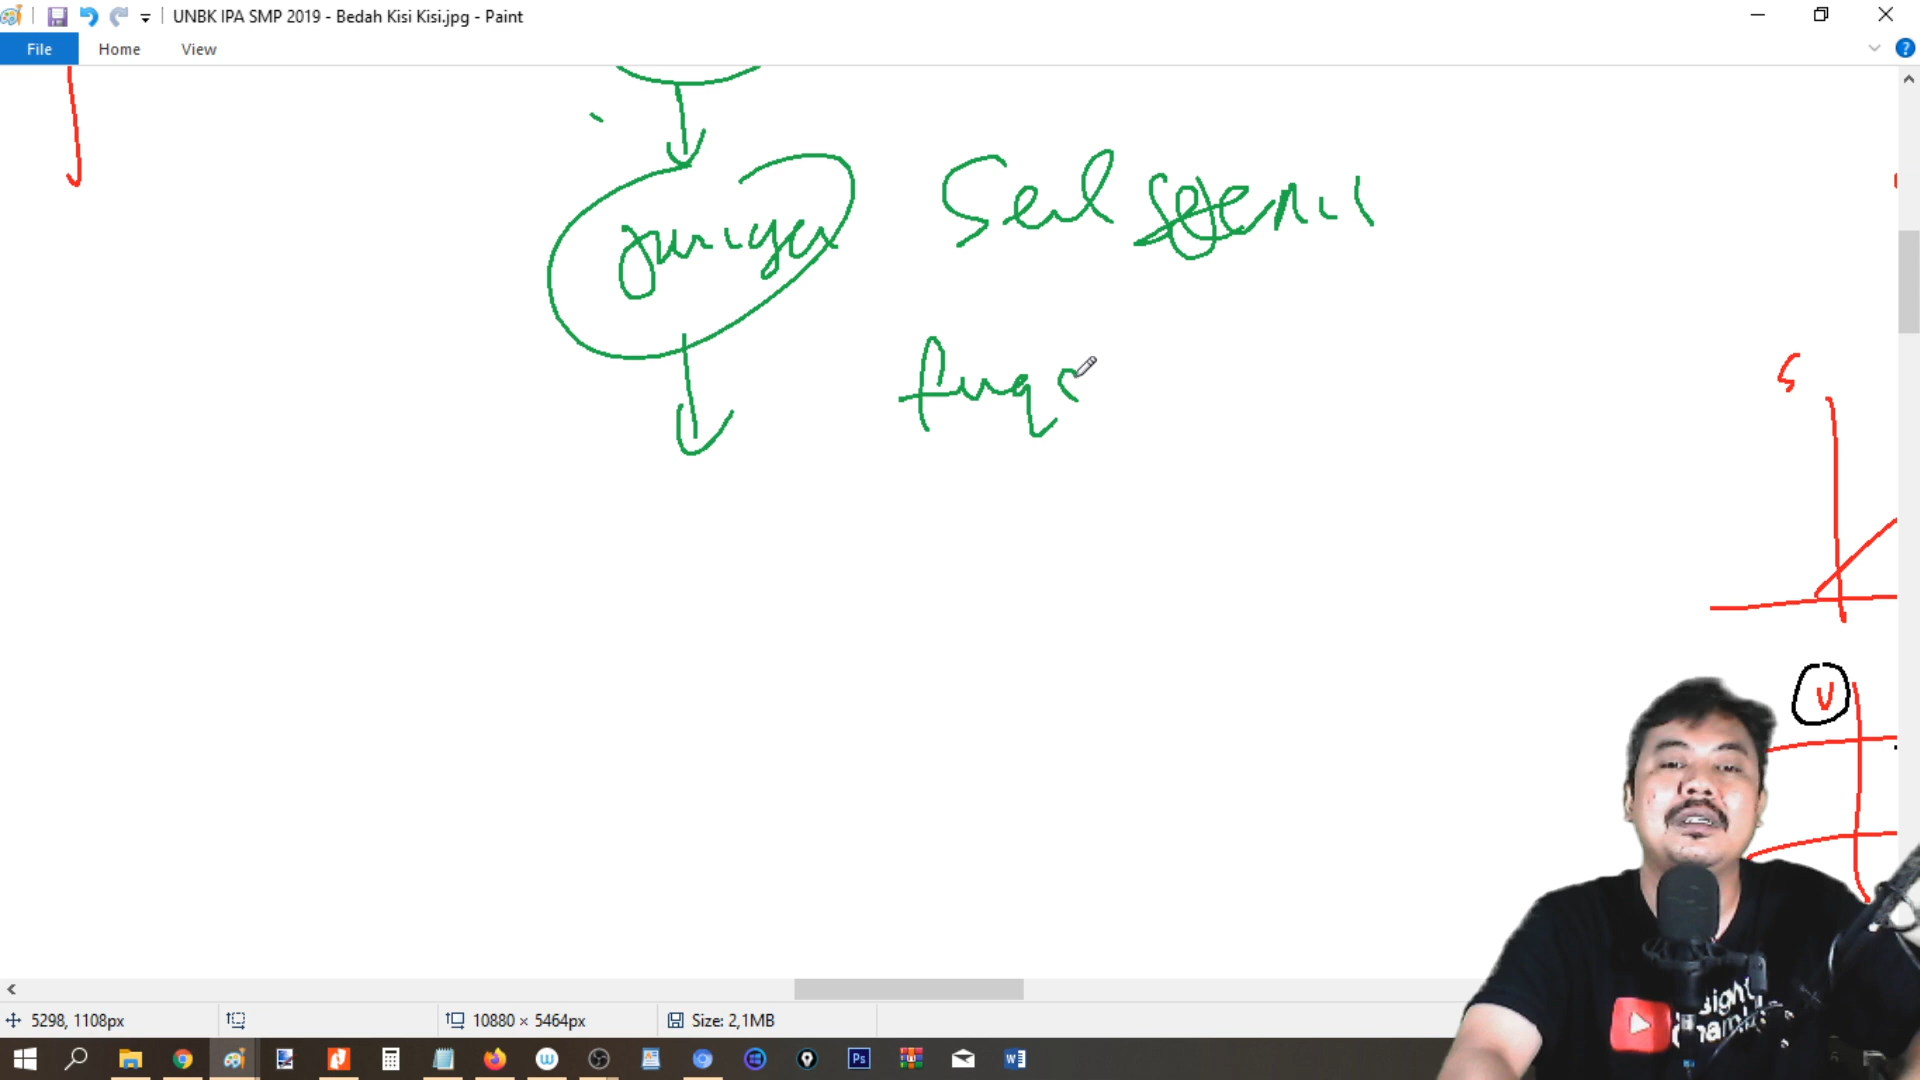 UNBK IPA SMP 2019 - Bedah Kisi Kisi.jpg - Paint
File Home View
Sel
jaringan
fungs
S
V
5298, 1108px
10880 × 5464px
Size: 2,1MB